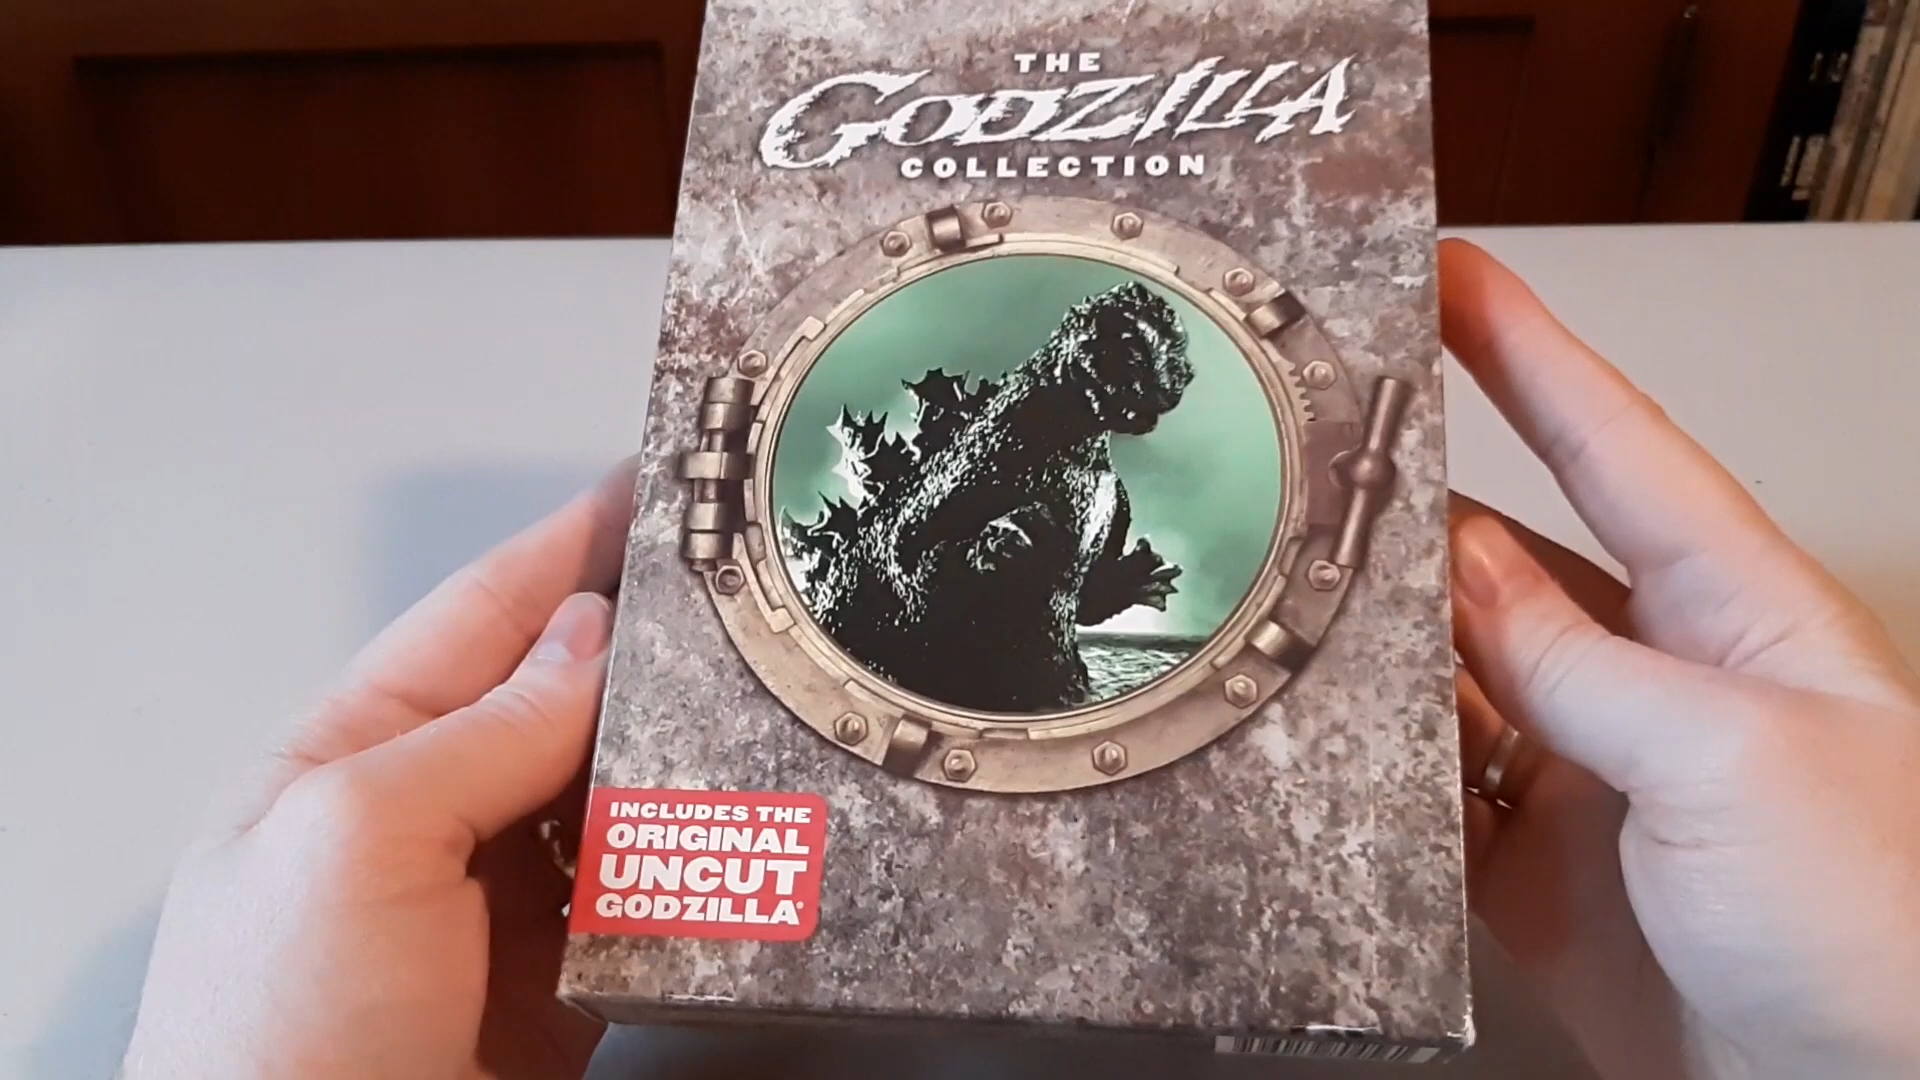 THE
GODZILLA
COLLECTION
INCLUDES THE
ORIGINAL
UNCUT
GODZILLA®